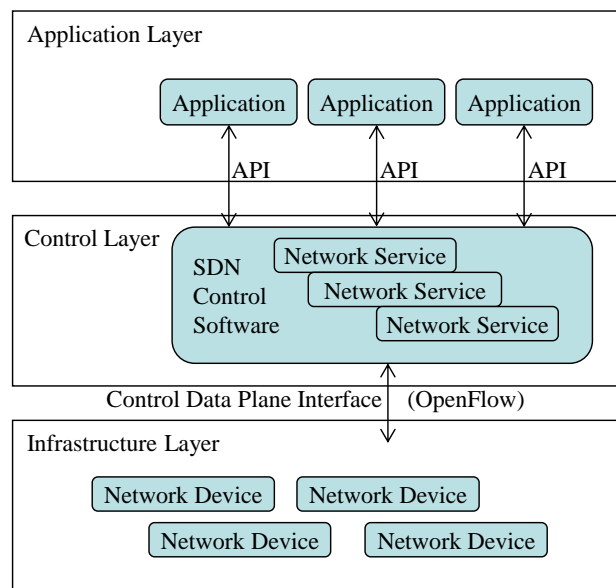 Application Layer
Application Application Application
API API API
Control Layer
SDN
Control
Software
Network Service
Network Service
Network Service
Control Data Plane Interface (OpenFlow)
Infrastructure Layer
Network Device Network Device
Network Device Network Device